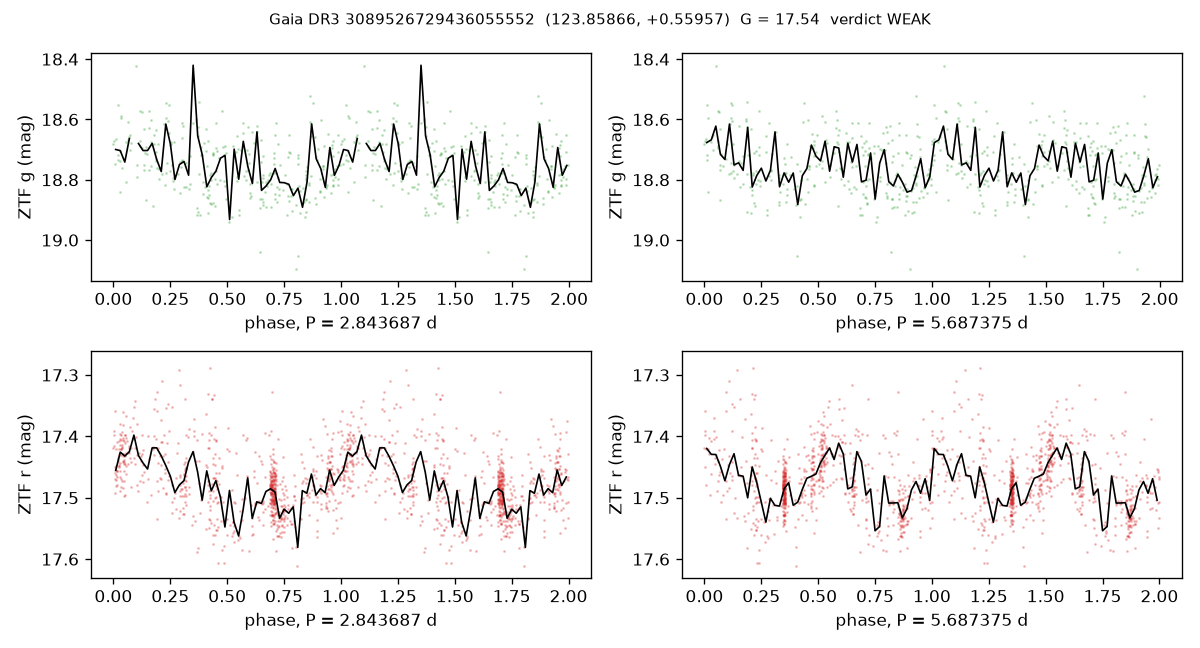 Gaia DR3 3089526729436055552 (123.85866, +0.55957) G = 17.54 verdict WEAK
ZTF g (mag)
18.4
18.6
18.8
19.0
0.00 0.25 0.50 0.75 1.00 1.25 1.50 1.75 2.00
phase, P = 2.843687 d
ZTF g (mag)
18.4
18.6
18.8
19.0
0.00 0.25 0.50 0.75 1.00 1.25 1.50 1.75 2.00
phase, P = 5.687375 d
ZTF r (mag)
17.3
17.4
17.5
17.6
0.00 0.25 0.50 0.75 1.00 1.25 1.50 1.75 2.00
phase, P = 2.843687 d
ZTF r (mag)
17.3
17.4
17.5
17.6
0.00 0.25 0.50 0.75 1.00 1.25 1.50 1.75 2.00
phase, P = 5.687375 d